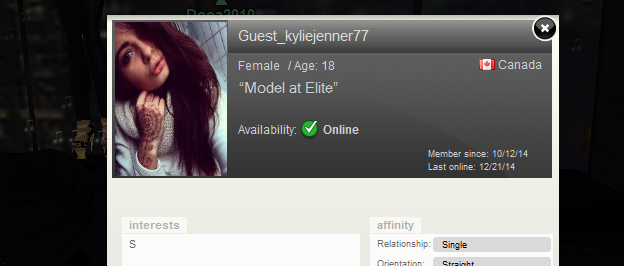 Doga2010
Guest_kyliejenner77
Female / Age: 18
Canada
“Model at Elite”
Availability: Online
Member since: 10/12/14
Last online: 12/21/14
interests
affinity
S
Relationship: Single
Orientation: Straight